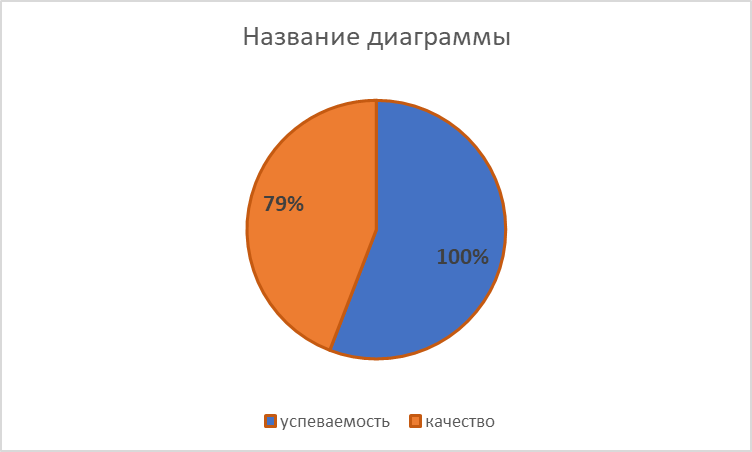 Название диаграммы
79%
100%
успеваемость качество